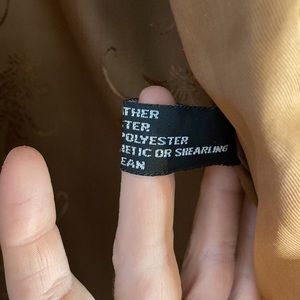 THER
TER
POLYESTER
ETIC OR SHEARLING
EAN